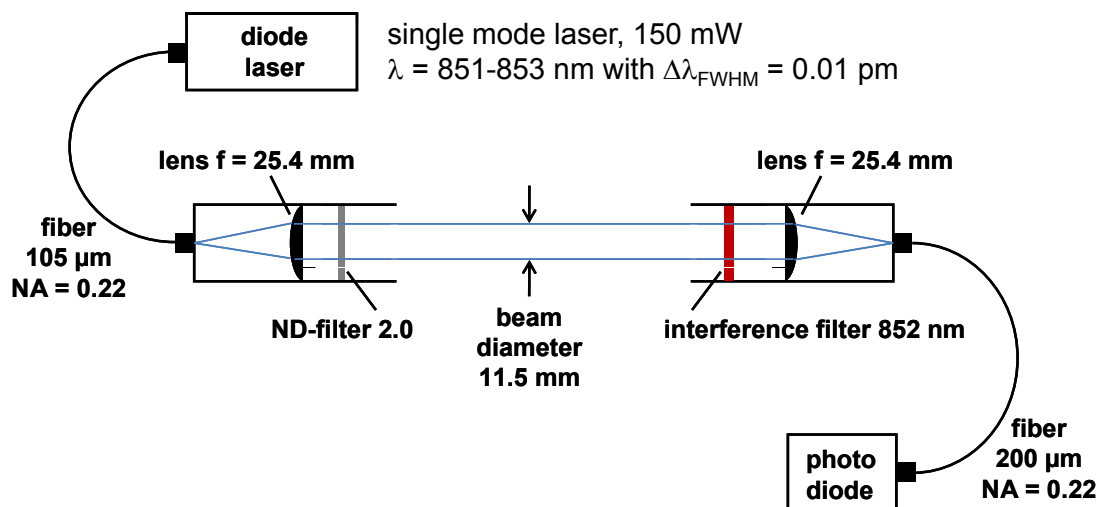 diode
laser
single mode laser, 150 mW
λ = 851-853 nm with ΔλFWHM = 0.01 pm
lens f = 25.4 mm
lens f = 25.4 mm
fiber
105 µm
NA = 0.22
ND-filter 2.0
beam
diameter
11.5 mm
interference filter 852 nm
photo
diode
fiber
200 µm
NA = 0.22